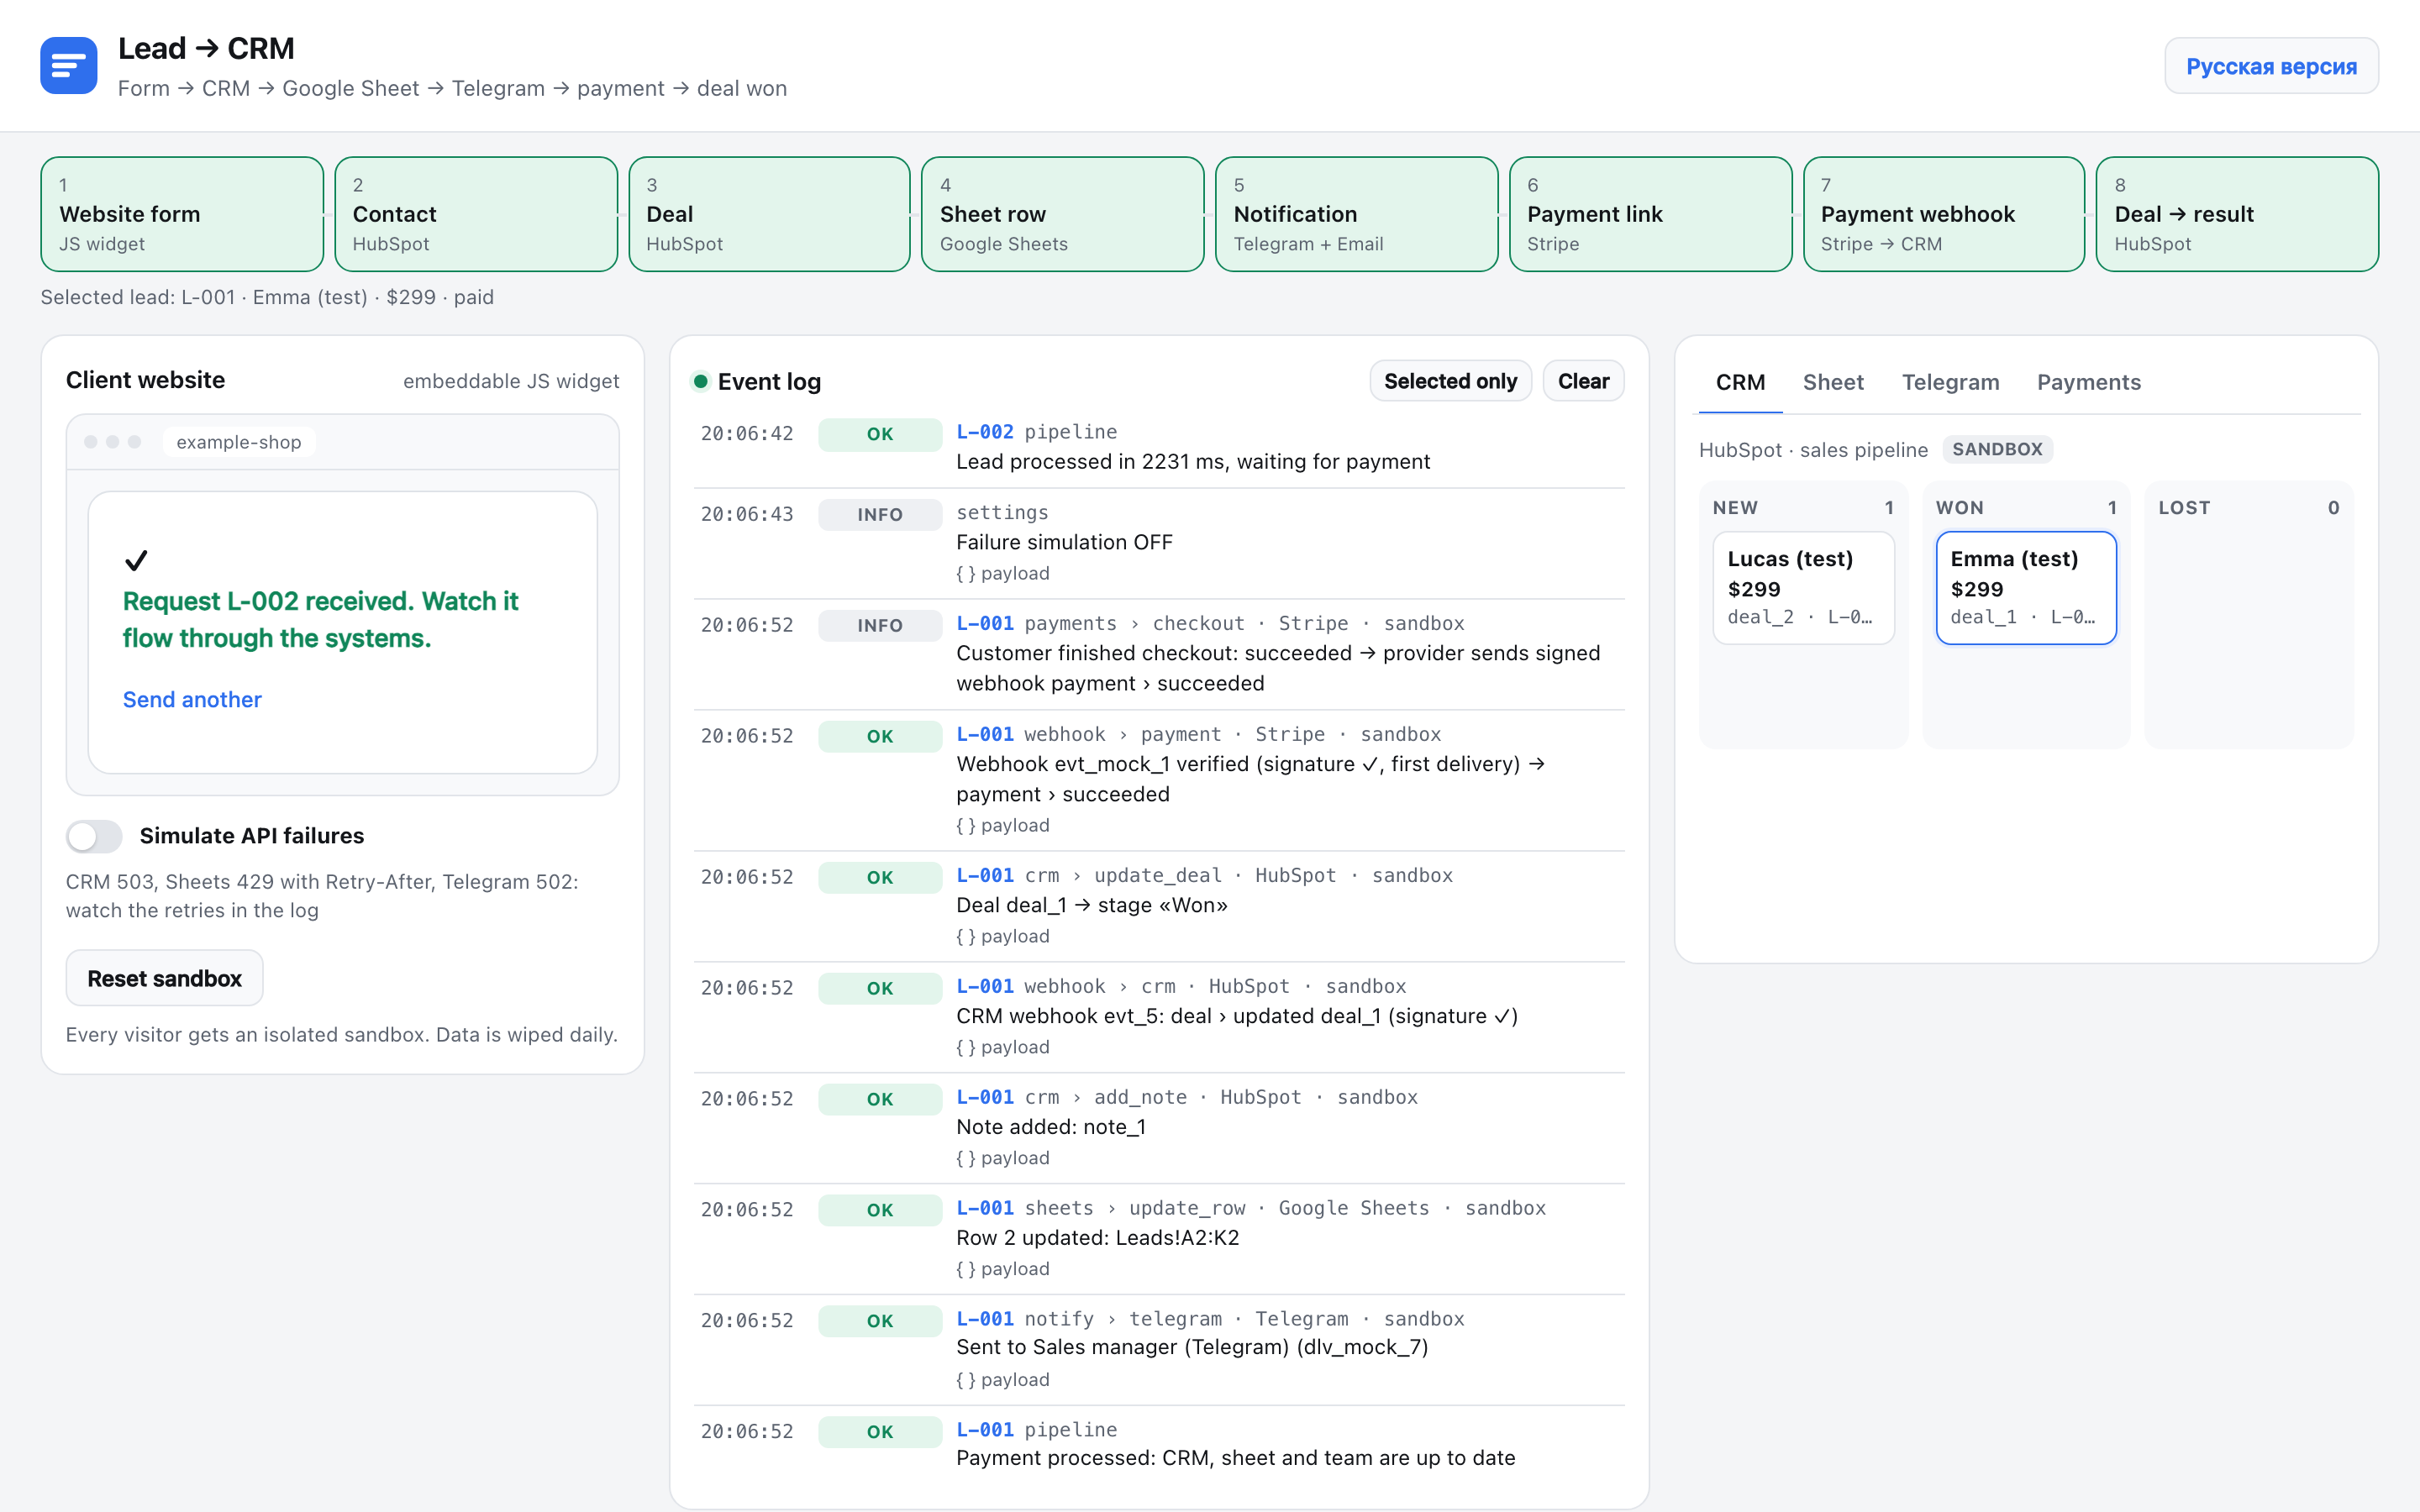 Lead → CRM
Form → CRM → Google Sheet → Telegram → payment → deal won
Русская версия
1
Website form
JS widget
2
Contact
HubSpot
3
Deal
HubSpot
4
Sheet row
Google Sheets
5
Notification
Telegram + Email
6
Payment link
Stripe
7
Payment webhook
Stripe → CRM
8
Deal → result
HubSpot
Selected lead: L-001 · Emma (test) · $299 · paid
Client website
embeddable JS widget
example-shop
✓
Request L-002 received. Watch it
flow through the systems.
Send another
Simulate API failures
CRM 503, Sheets 429 with Retry-After, Telegram 502:
watch the retries in the log
Reset sandbox
Every visitor gets an isolated sandbox. Data is wiped daily.
Event log
Selected only
Clear
20:06:42 OK L-002 pipeline
Lead processed in 2231 ms, waiting for payment
20:06:43 INFO settings
Failure simulation OFF
{ } payload
20:06:52 INFO L-001 payments › checkout · Stripe · sandbox
Customer finished checkout: succeeded → provider sends signed
webhook payment › succeeded
20:06:52 OK L-001 webhook › payment · Stripe · sandbox
Webhook evt_mock_1 verified (signature ✓, first delivery) →
payment › succeeded
{ } payload
20:06:52 OK L-001 crm › update_deal · HubSpot · sandbox
Deal deal_1 → stage «Won»
{ } payload
20:06:52 OK L-001 webhook › crm · HubSpot · sandbox
CRM webhook evt_5: deal › updated deal_1 (signature ✓)
{ } payload
20:06:52 OK L-001 crm › add_note · HubSpot · sandbox
Note added: note_1
{ } payload
20:06:52 OK L-001 sheets › update_row · Google Sheets · sandbox
Row 2 updated: Leads!A2:K2
{ } payload
20:06:52 OK L-001 notify › telegram · Telegram · sandbox
Sent to Sales manager (Telegram) (dlv_mock_7)
{ } payload
20:06:52 OK L-001 pipeline
Payment processed: CRM, sheet and team are up to date
CRM
Sheet
Telegram
Payments
HubSpot · sales pipeline SANDBOX
NEW 1
Lucas (test)
$299
deal_2 · L-0…
WON 1
Emma (test)
$299
deal_1 · L-0…
LOST 0